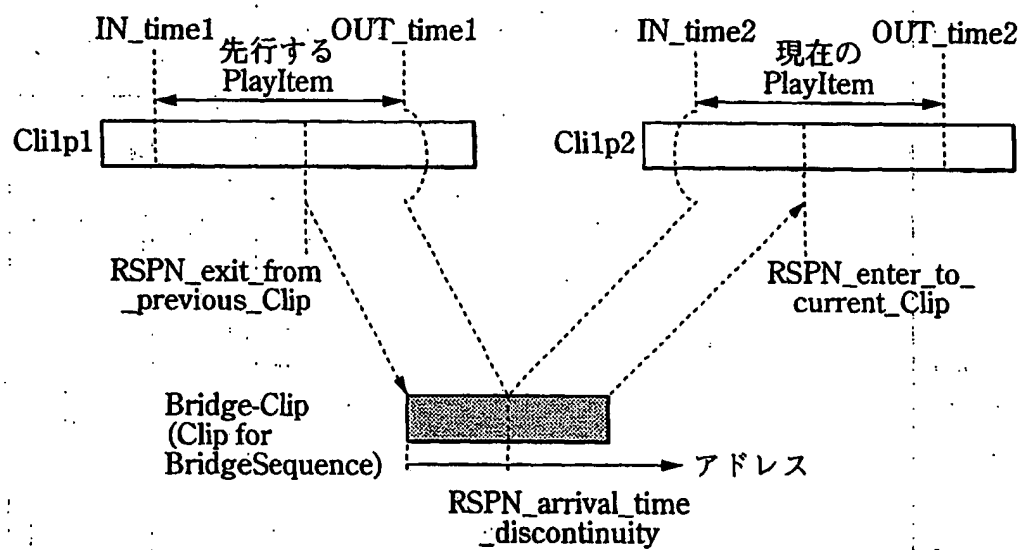 IN_time1
先行する
PlayItem
OUT_time1
IN_time2
現在の
PlayItem
OUT_time2
Cli1p1
Cli1p2
RSPN_exit_from
_previous_Clip
RSPN_enter_to_
current_Clip
Bridge-Clip
(Clip for
BridgeSequence)
アドレス
RSPN_arrival_time
_discontinuity